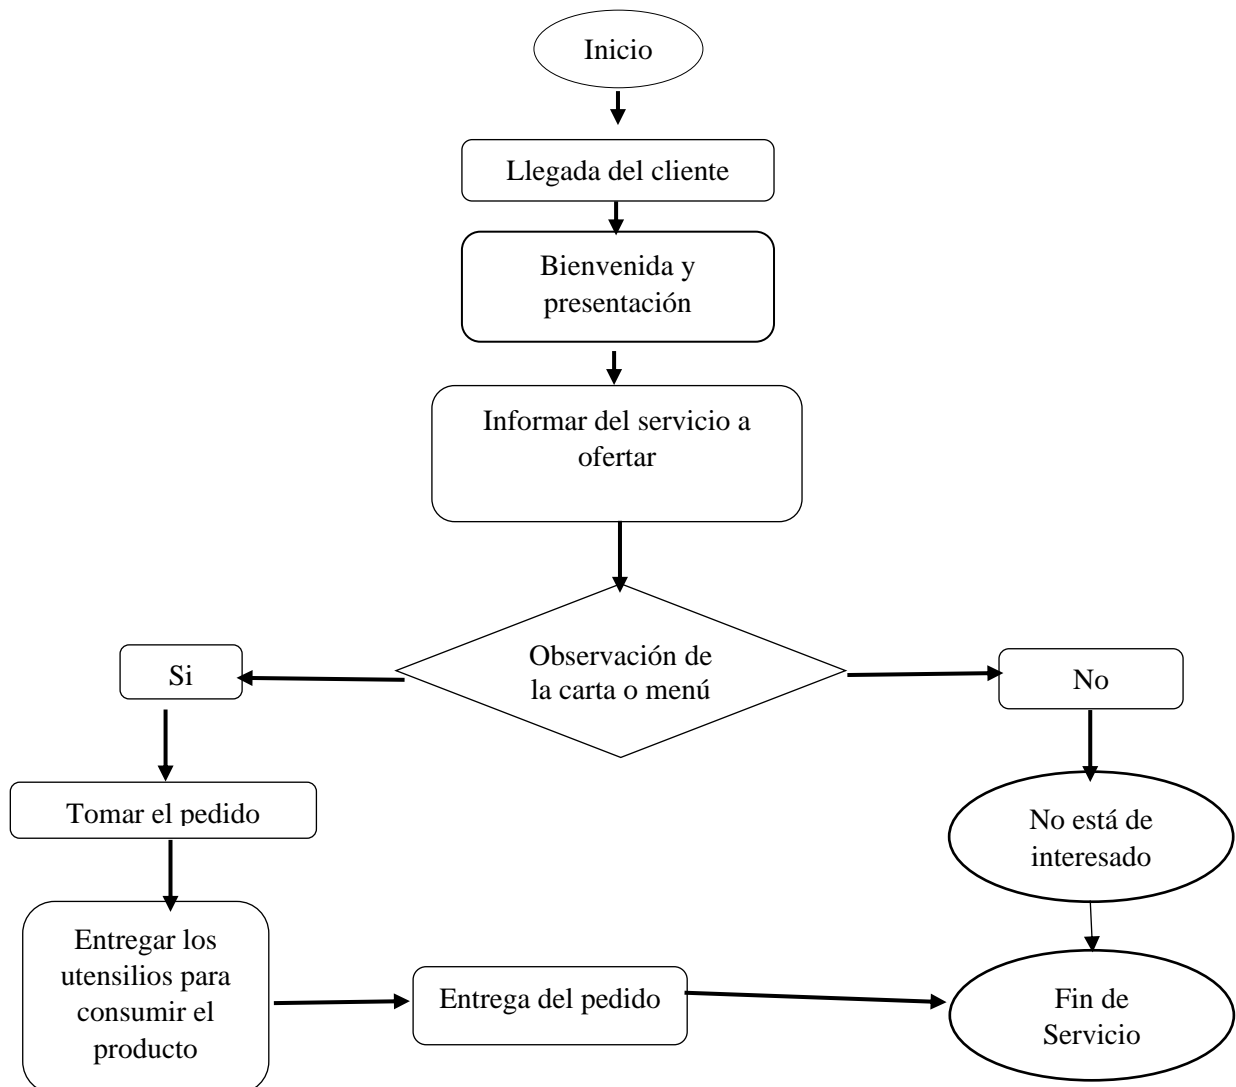 Inicio
Llegada del cliente
Bienvenida y
presentación
Informar del servicio a
ofertar
Observación de
la carta o menú
Si
No
Tomar el pedido
No está de
interesado
Entregar los
utensilios para
consumir el
producto
Entrega del pedido
Fin de
Servicio